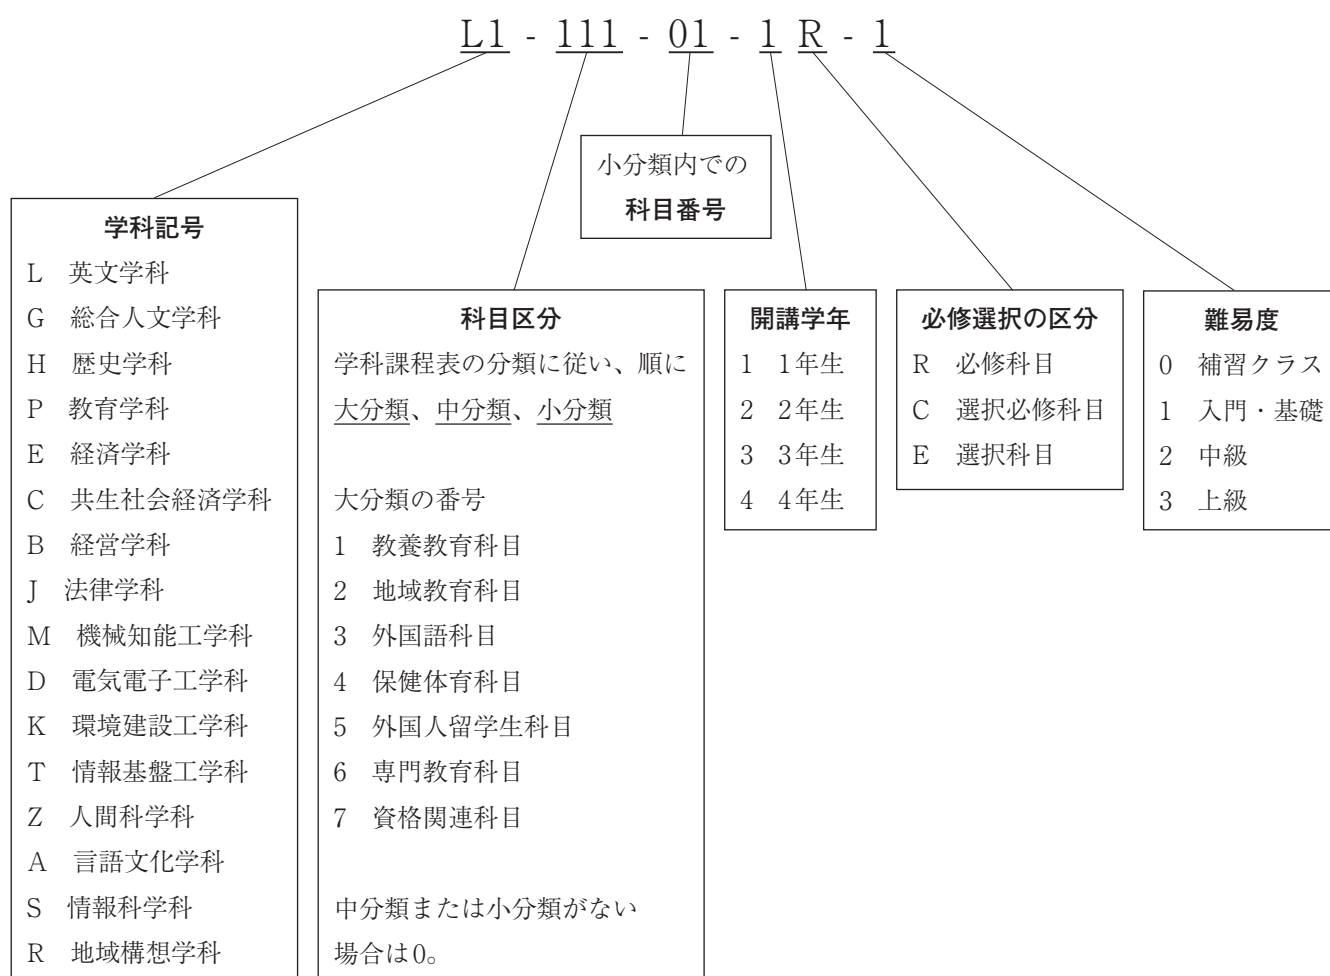 L1 - 111 - 01 - 1 R - 1
小分類内での
科目番号
学科記号
L 英文学科
G 総合人文学科
H 歴史学科
P 教育学科
E 経済学科
C 共生社会経済学科
B 経営学科
J 法律学科
M 機械知能工学科
D 電気電子工学科
K 環境建設工学科
T 情報基盤工学科
Z 人間科学科
A 言語文化学科
S 情報科学科
R 地域構想学科
科目区分
学科課程表の分類に従い、順に
大分類、中分類、小分類
大分類の番号
1 教養教育科目
2 地域教育科目
3 外国語科目
4 保健体育科目
5 外国人留学生科目
6 専門教育科目
7 資格関連科目
中分類または小分類がない
場合は0。
開講学年
1 1年生
2 2年生
3 3年生
4 4年生
必修選択の区分
R 必修科目
C 選択必修科目
E 選択科目
難易度
0 補習クラス
1 入門・基礎
2 中級
3 上級